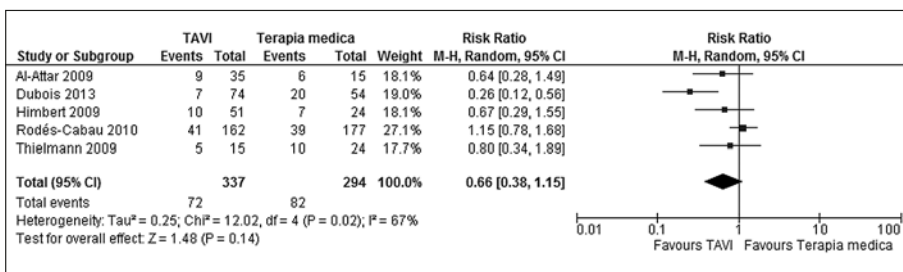 TAVI Terapia medica Risk Ratio Risk Ratio
Study or Subgroup Events Total Events Total Weight M-H, Random, 95% CI M-H, Random, 95% CI
Al-Attar 2009 9 35 6 15 18.1% 0.64 [0.28, 1.49]
Dubois 2013 7 74 20 54 19.0% 0.26 [0.12, 0.56]
Himbert 2009 10 51 7 24 18.1% 0.67 [0.29, 1.55]
Rodés-Cabau 2010 41 162 39 177 27.1% 1.15 [0.78, 1.68]
Thielmann 2009 5 15 10 24 17.7% 0.80 [0.34, 1.89]
Total (95% CI) 337 294 100.0% 0.66 [0.38, 1.15]
Total events 72 82
Heterogeneity: Tau² = 0.25; Chi² = 12.02, df = 4 (P = 0.02); I² = 67%
Test for overall effect: Z = 1.48 (P = 0.14)
0.01 0.1 1 10 100
Favours TAVI Favours Terapia medica